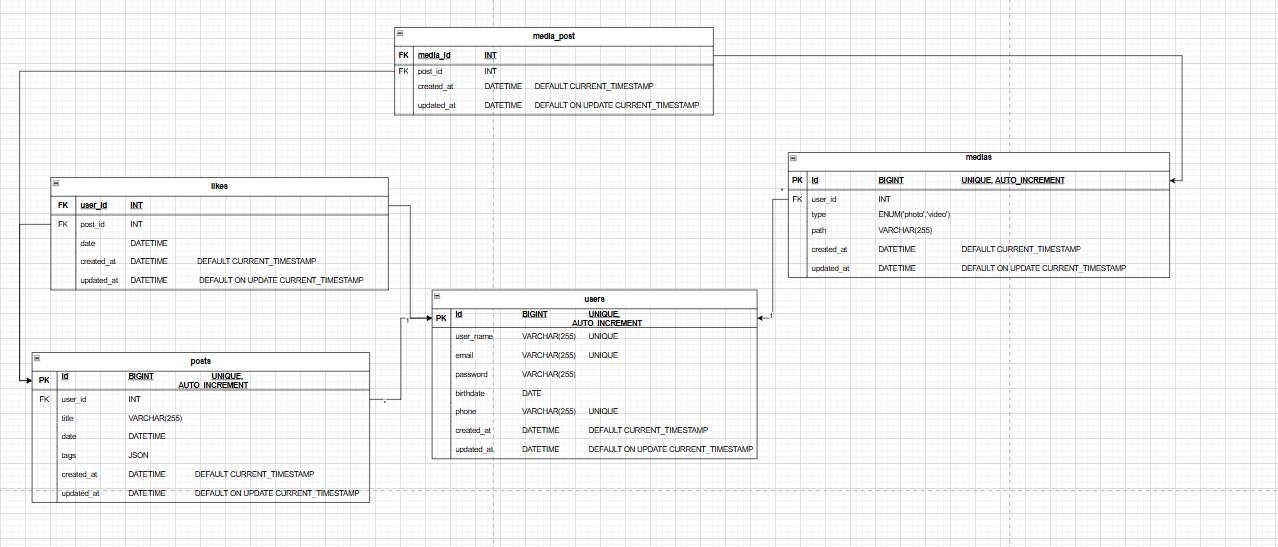 media_post
FK media_id INT
FK post_id INT
created_at DATETIME DEFAULT CURRENT_TIMESTAMP
updated_at DATETIME DEFAULT ON UPDATE CURRENT_TIMESTAMP
medias
PK id BIGINT UNIQUE, AUTO_INCREMENT
*
FK user_id INT
type ENUM('photo','video')
path VARCHAR(255)
created_at DATETIME DEFAULT CURRENT_TIMESTAMP
updated_at DATETIME DEFAULT ON UPDATE CURRENT_TIMESTAMP
1
likes
FK user_id INT
FK post_id INT
date DATETIME
created_at DATETIME DEFAULT CURRENT_TIMESTAMP
updated_at DATETIME DEFAULT ON UPDATE CURRENT_TIMESTAMP
1
users
PK id BIGINT UNIQUE,
AUTO_INCREMENT
user_name VARCHAR(255) UNIQUE
email VARCHAR(255) UNIQUE
password VARCHAR(255)
birthdate DATE
phone VARCHAR(255) UNIQUE
created_at DATETIME DEFAULT CURRENT_TIMESTAMP
updated_at DATETIME DEFAULT ON UPDATE CURRENT_TIMESTAMP
posts
PK id BIGINT UNIQUE,
AUTO_INCREMENT
FK user_id INT
*
title VARCHAR(255)
date DATETIME
tags JSON
created_at DATETIME DEFAULT CURRENT_TIMESTAMP
updated_at DATETIME DEFAULT ON UPDATE CURRENT_TIMESTAMP